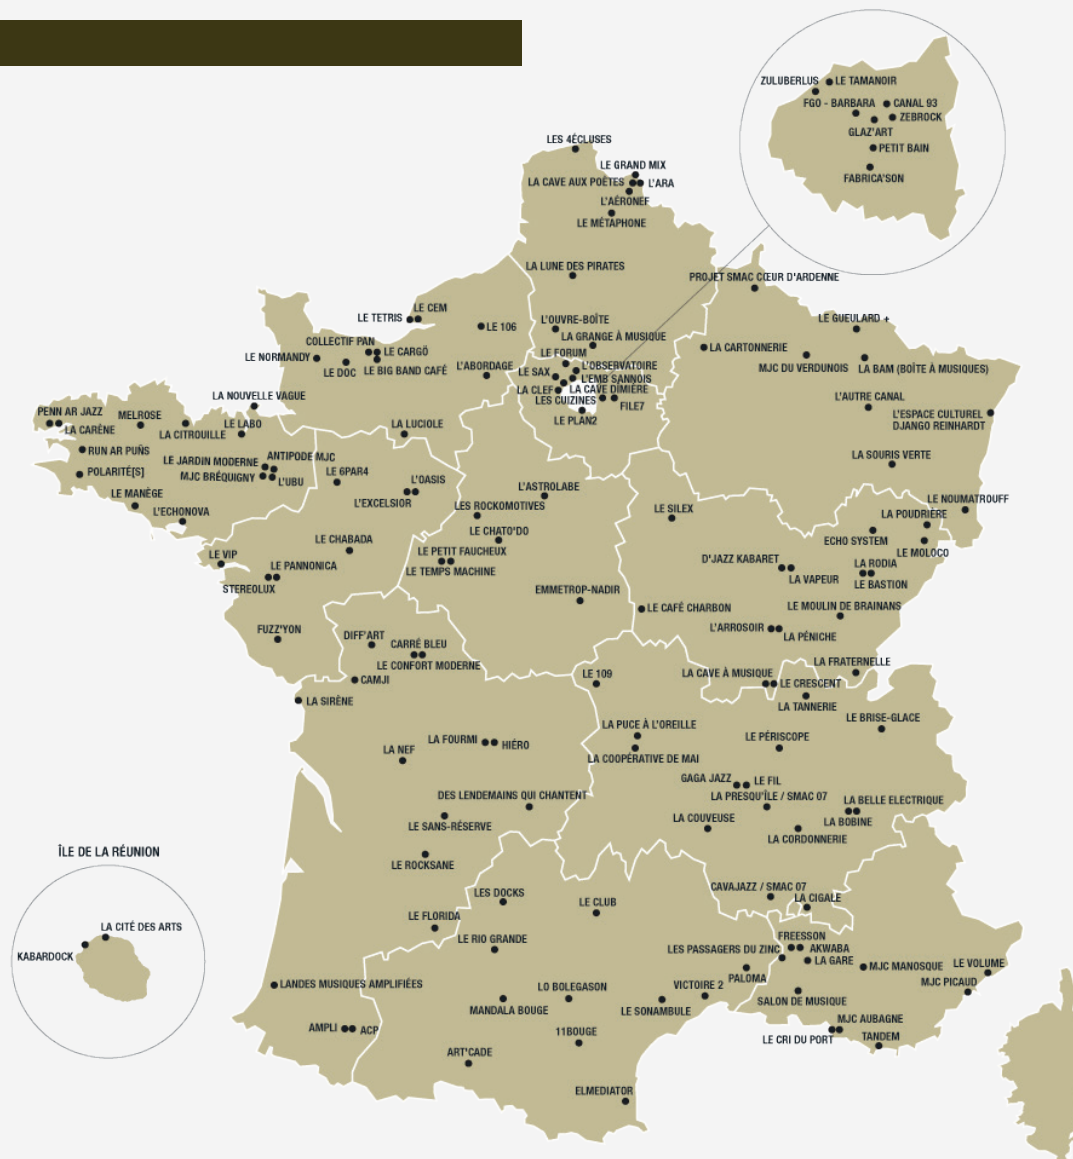 ZULUBERLUS
LE TAMANOIR
FGO - BARBARA
CANAL 93
ZEBROCK
GLAZ'ART
PETIT BAIN
FABRICA'SON
LES 4ÉCLUSES
LE GRAND MIX
LA CAVE AUX POÈTES
L'ARA
L'AÉRONEF
LE MÉTAPHONE
LA LUNE DES PIRATES
PROJET SMAC CŒUR D'ARDENNE
LE CEM
LE TETRIS
LE 106
L'OUVRE-BOÎTE
LA GRANGE À MUSIQUE
LE GUEULARD +
COLLECTIF PAN
LE CARGÖ
LE NORMANDY
LE DOC
LE BIG BAND CAFÉ
L'ABORDAGE
LE FORUM
L'OBSERVATOIRE
LE SAX
L'EMB SANNOIS
LA CLEF
LA CAVE DIMIÈRE
LES CUIZINES
FILE7
LE PLAN2
LA CARTONNERIE
MJC DU VERDUNOIS
LA BAM (BOÎTE À MUSIQUES)
L'AUTRE CANAL
L'ESPACE CULTUREL
DJANGO REINHARDT
LA SOURIS VERTE
LA NOUVELLE VAGUE
PENN AR JAZZ
MELROSE
LA CARÈNE
LA CITROUILLE
LE LABO
LA LUCIOLE
RUN AR PUÑS
LE JARDIN MODERNE
ANTIPODE MJC
POLARITÉ[S]
MJC BRÉQUIGNY
L'UBU
LE 6PAR4
L'OASIS
L'EXCELSIOR
LE MANÈGE
L'ECHONOVA
L'ASTROLABE
LES ROCKOMOTIVES
LE SILEX
LE NOUMATROUFF
LA POUDRIÈRE
ECHO SYSTEM
LE MOLOCO
LE CHATO'DO
LE CHABADA
LE VIP
LE PANNONICA
STEREOLUX
LE PETIT FAUCHEUX
LE TEMPS MACHINE
D'JAZZ KABARET
LA VAPEUR
LA RODIA
LE BASTION
EMMETROP-NADIR
LE CAFÉ CHARBON
LE MOULIN DE BRAINANS
L'ARROSOIR
LA PÉNICHE
FUZZ'YON
DIFF'ART
CARRÉ BLEU
LE CONFORT MODERNE
CAMJI
LA SIRÈNE
LE 109
LA CAVE À MUSIQUE
LE CRESCENT
LA FRATERNELLE
LA TANNERIE
LE BRISE-GLACE
LA PUCE À L'OREILLE
LE PÉRISCOPE
LA FOURMI
HIÉRO
LA NEF
LA COOPÉRATIVE DE MAI
GAGA JAZZ
LE FIL
DES LENDEMAINS QUI CHANTENT
LA PRESQU'ÎLE / SMAC 07
LA BELLE ELECTRIQUE
LE SANS-RÉSERVE
LA COUVEUSE
LA BOBINE
LA CORDONNERIE
ÎLE DE LA RÉUNION
LE ROCKSANE
CAVAJAZZ / SMAC 07
LA CIGALE
LES DOCKS
LE CLUB
LE FLORIDA
LA CITÉ DES ARTS
KABARDOCK
LE RIO GRANDE
FREESSON
LES PASSAGERS DU ZINC
AKWABA
LA GARE
MJC MANOSQUE
LE VOLUME
PALOMA
MJC PICAUD
LANDES MUSIQUES AMPLIFIÉES
LO BOLEGASON
VICTOIRE 2
MANDALA BOUGE
LE SONAMBULE
SALON DE MUSIQUE
AMPLI
ACP
11BOUGE
MJC AUBAGNE
LE CRI DU PORT
TANDEM
ART'CADE
ELMEDIATOR